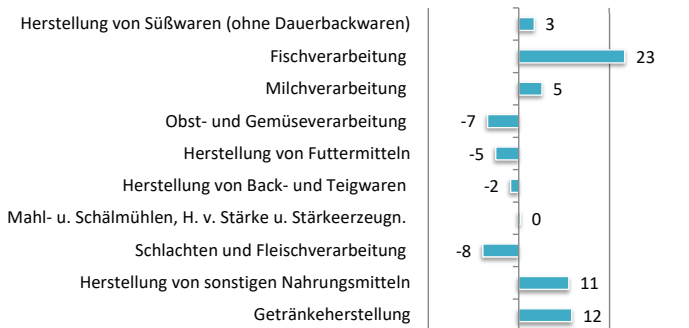 Herstellung von Süßwaren (ohne Dauerbackwaren) 3
Fischverarbeitung 23
Milchverarbeitung 5
Obst- und Gemüseverarbeitung -7
Herstellung von Futtermitteln -5
Herstellung von Back- und Teigwaren -2
Mahl- u. Schälmühlen, H. v. Stärke u. Stärkeerzeugn. 0
Schlachten und Fleischverarbeitung -8
Herstellung von sonstigen Nahrungsmitteln 11
Getränkeherstellung 12